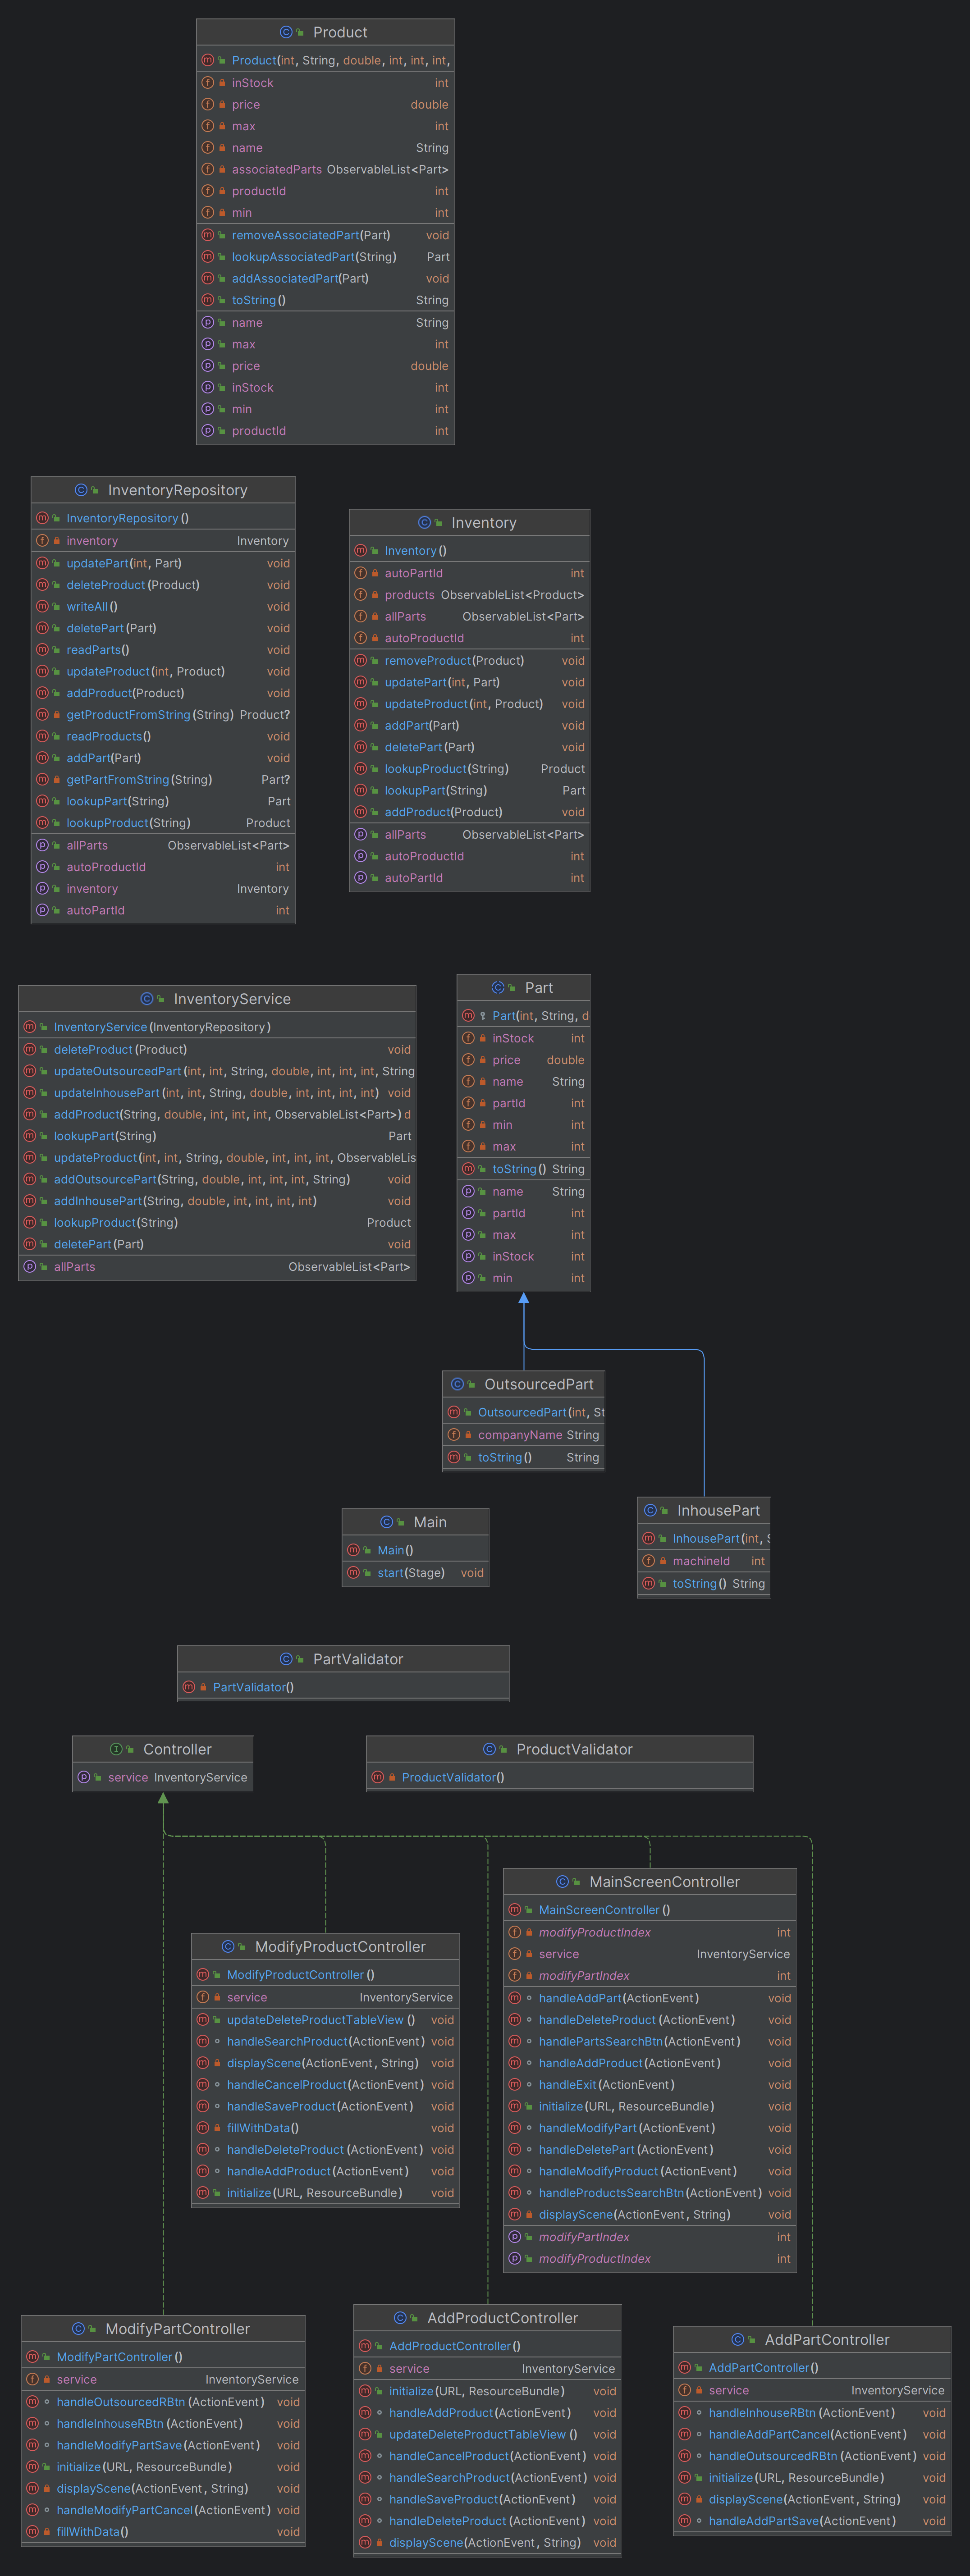 Product
Product(int, String, double, int, int, int,
inStock int
price double
max int
name String
associatedParts ObservableList<Part>
productId int
min int
removeAssociatedPart(Part) void
lookupAssociatedPart(String) Part
addAssociatedPart(Part) void
toString() String
name String
max int
price double
inStock int
min int
productId int
InventoryRepository
InventoryRepository()
inventory Inventory
updatePart(int, Part) void
deleteProduct(Product) void
writeAll() void
deletePart(Part) void
readParts() void
updateProduct(int, Product) void
addProduct(Product) void
getProductFromString(String) Product?
readProducts() void
addPart(Part) void
getPartFromString(String) Part?
lookupPart(String) Part
lookupProduct(String) Product
allParts ObservableList<Part>
autoProductId int
inventory Inventory
autoPartId int
Inventory
Inventory()
autoPartId int
products ObservableList<Product>
allParts ObservableList<Part>
autoProductId int
removeProduct(Product) void
updatePart(int, Part) void
updateProduct(int, Product) void
addPart(Part) void
deletePart(Part) void
lookupProduct(String) Product
lookupPart(String) Part
addProduct(Product) void
allParts ObservableList<Part>
autoProductId int
autoPartId int
InventoryService
InventoryService(InventoryRepository)
deleteProduct(Product) void
updateOutsourcedPart(int, int, String, double, int, int, int, String
updateInhousePart(int, int, String, double, int, int, int, int) void
addProduct(String, double, int, int, int, ObservableList<Part>) d
lookupPart(String) Part
updateProduct(int, int, String, double, int, int, int, ObservableLis
addOutsourcePart(String, double, int, int, int, String) void
addInhousePart(String, double, int, int, int, int) void
lookupProduct(String) Product
deletePart(Part) void
allParts ObservableList<Part>
Part
Part(int, String, d
inStock int
price double
name String
partId int
min int
max int
toString() String
name String
partId int
max int
inStock int
min int
OutsourcedPart
OutsourcedPart(int, St
companyName String
toString() String
InhousePart
InhousePart(int, S
machineId int
toString() String
Main
Main()
start(Stage) void
PartValidator
PartValidator()
Controller
service InventoryService
ProductValidator
ProductValidator()
MainScreenController
MainScreenController()
modifyProductIndex int
service InventoryService
modifyPartIndex int
handleAddPart(ActionEvent) void
handleDeleteProduct(ActionEvent) void
handlePartsSearchBtn(ActionEvent) void
handleAddProduct(ActionEvent) void
handleExit(ActionEvent) void
initialize(URL, ResourceBundle) void
handleModifyPart(ActionEvent) void
handleDeletePart(ActionEvent) void
handleModifyProduct(ActionEvent) void
handleProductsSearchBtn(ActionEvent) void
displayScene(ActionEvent, String) void
modifyPartIndex int
modifyProductIndex int
ModifyProductController
ModifyProductController()
service InventoryService
updateDeleteProductTableView() void
handleSearchProduct(ActionEvent) void
displayScene(ActionEvent, String) void
handleCancelProduct(ActionEvent) void
handleSaveProduct(ActionEvent) void
fillWithData() void
handleDeleteProduct(ActionEvent) void
handleAddProduct(ActionEvent) void
initialize(URL, ResourceBundle) void
ModifyPartController
ModifyPartController()
service InventoryService
handleOutsourcedRBtn(ActionEvent) void
handleInhouseRBtn(ActionEvent) void
handleModifyPartSave(ActionEvent) void
initialize(URL, ResourceBundle) void
displayScene(ActionEvent, String) void
handleModifyPartCancel(ActionEvent) void
fillWithData() void
AddProductController
AddProductController()
service InventoryService
initialize(URL, ResourceBundle) void
handleAddProduct(ActionEvent) void
updateDeleteProductTableView() void
handleCancelProduct(ActionEvent) void
handleSearchProduct(ActionEvent) void
handleSaveProduct(ActionEvent) void
handleDeleteProduct(ActionEvent) void
displayScene(ActionEvent, String) void
AddPartController
AddPartController()
service InventoryService
handleInhouseRBtn(ActionEvent) void
handleAddPartCancel(ActionEvent) void
handleOutsourcedRBtn(ActionEvent) void
initialize(URL, ResourceBundle) void
displayScene(ActionEvent, String) void
handleAddPartSave(ActionEvent) void